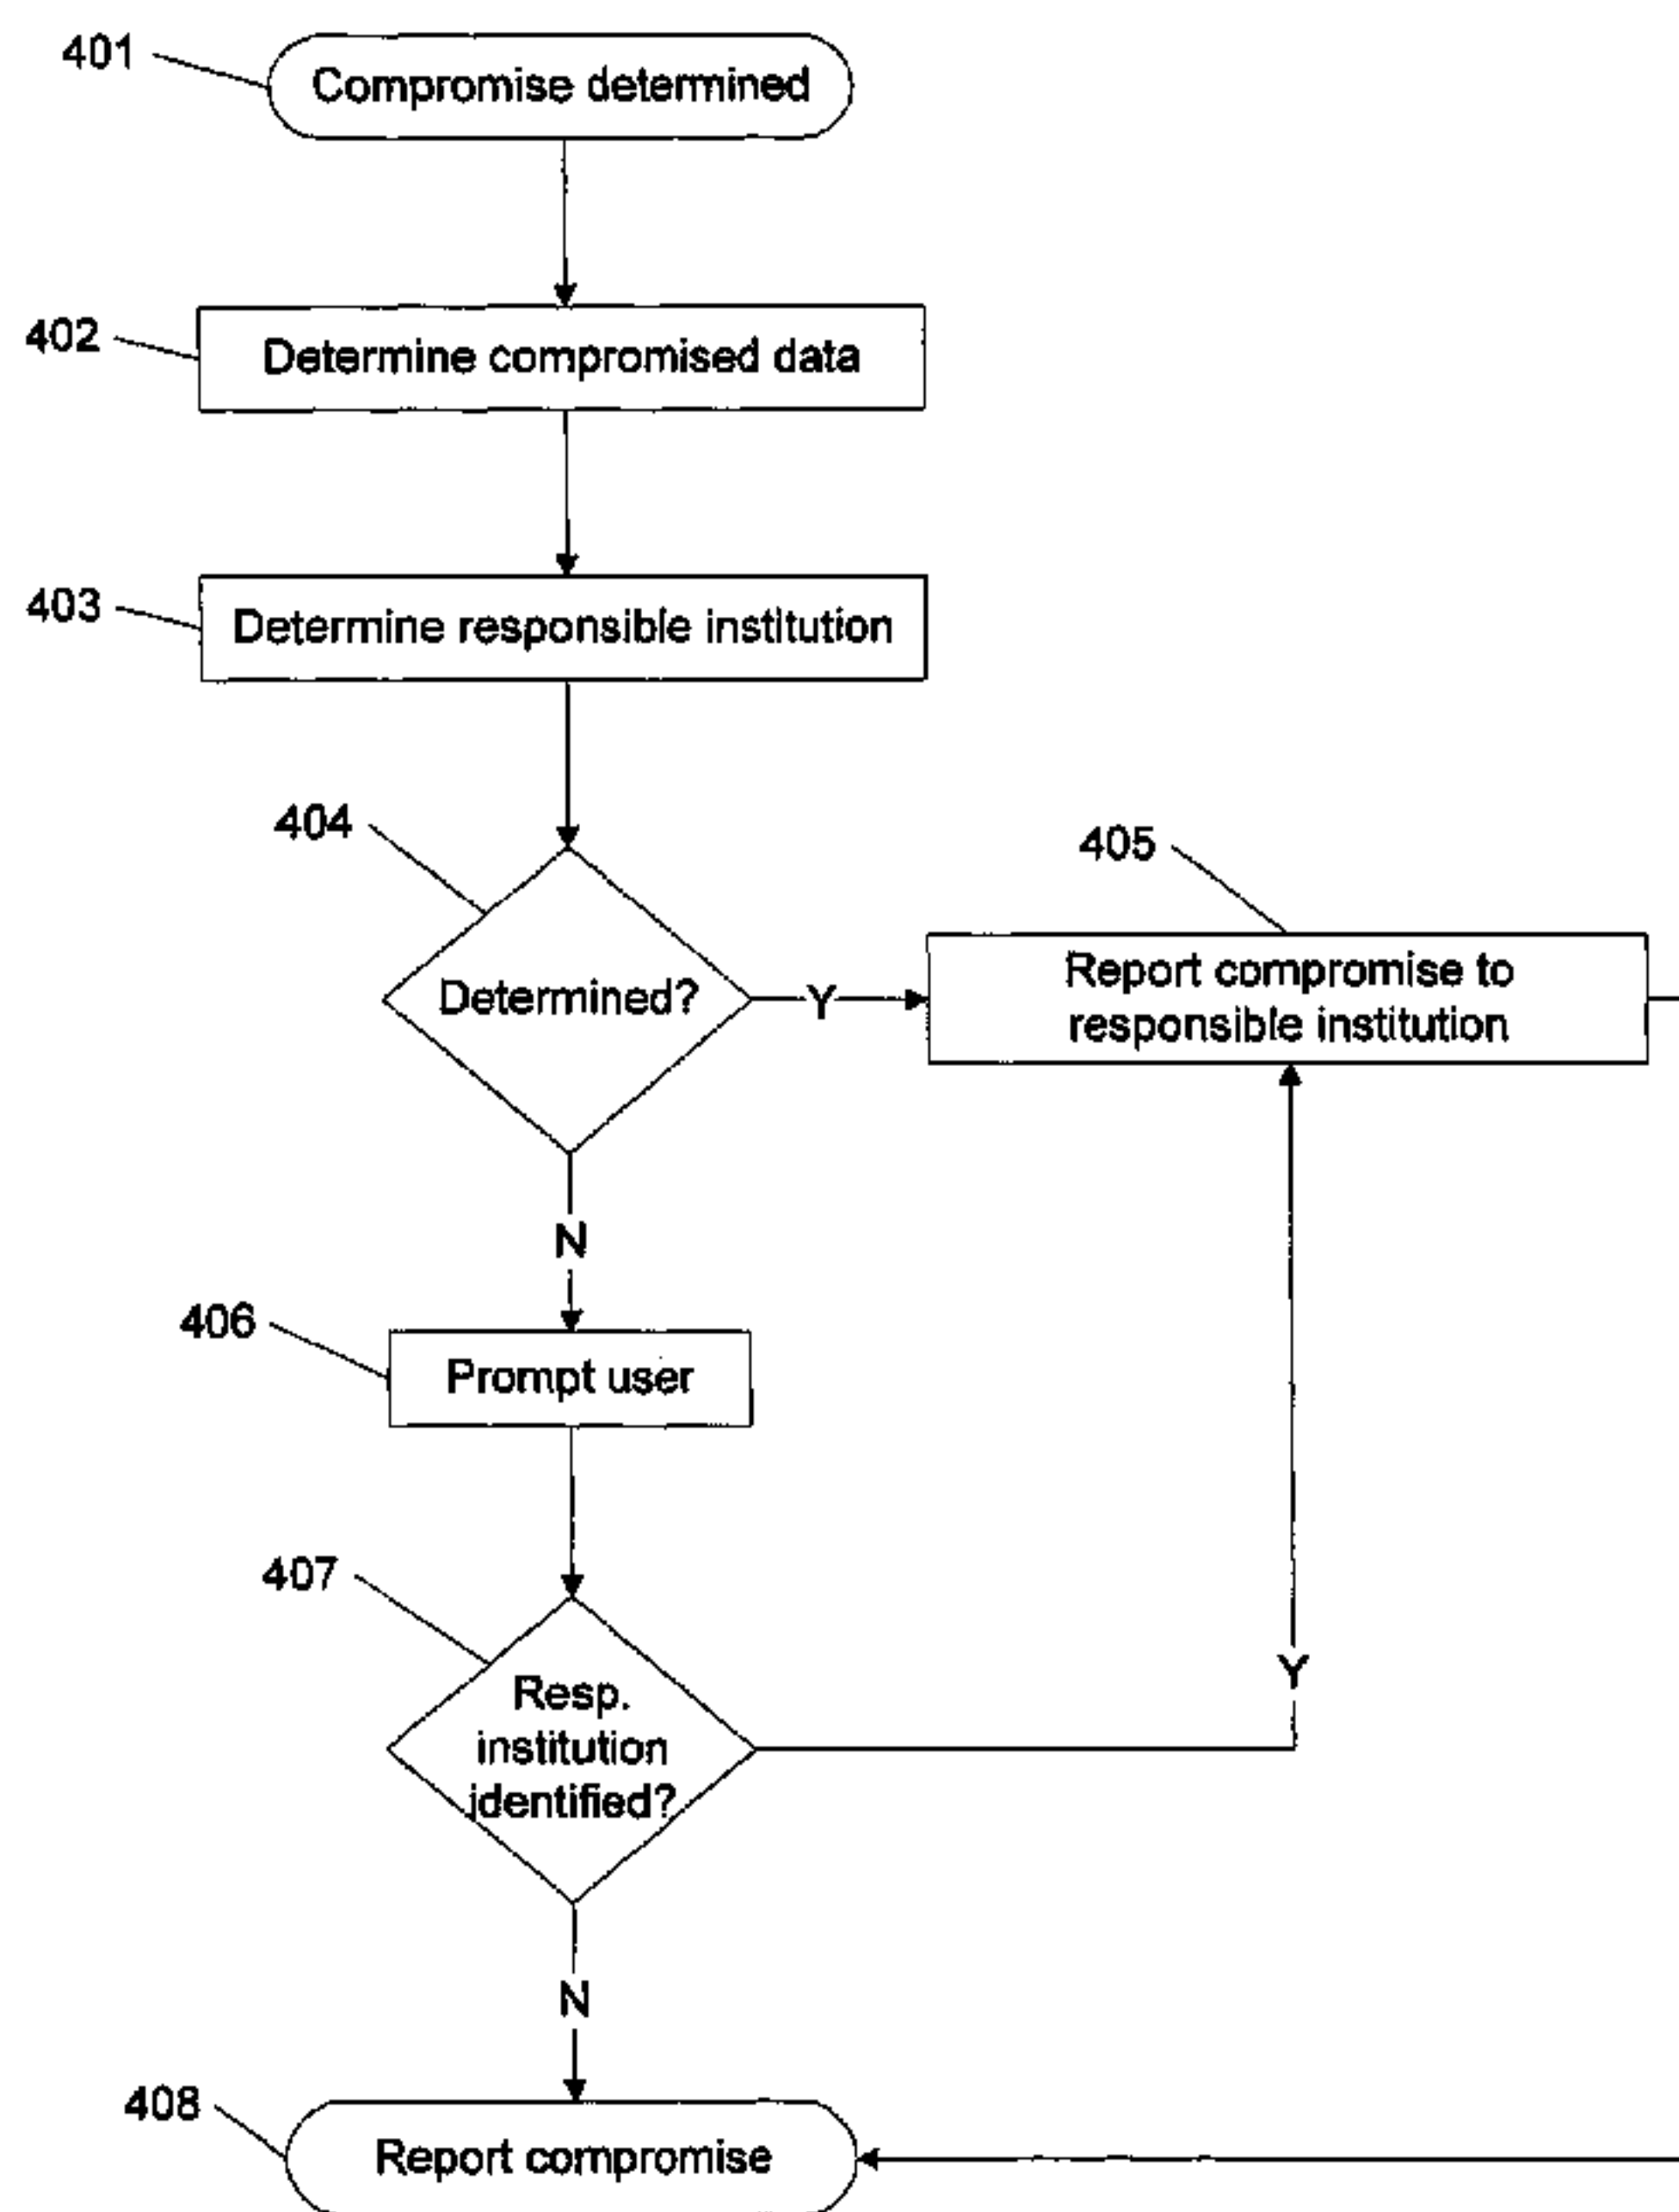 401
Compromise determined
402
Determine compromised data
403
Determine responsible institution
404
405
Determined?
Y
Report compromise to
responsible institution
N
406
Prompt user
407
Resp.
institution
identified?
Y
N
408
Report compromise